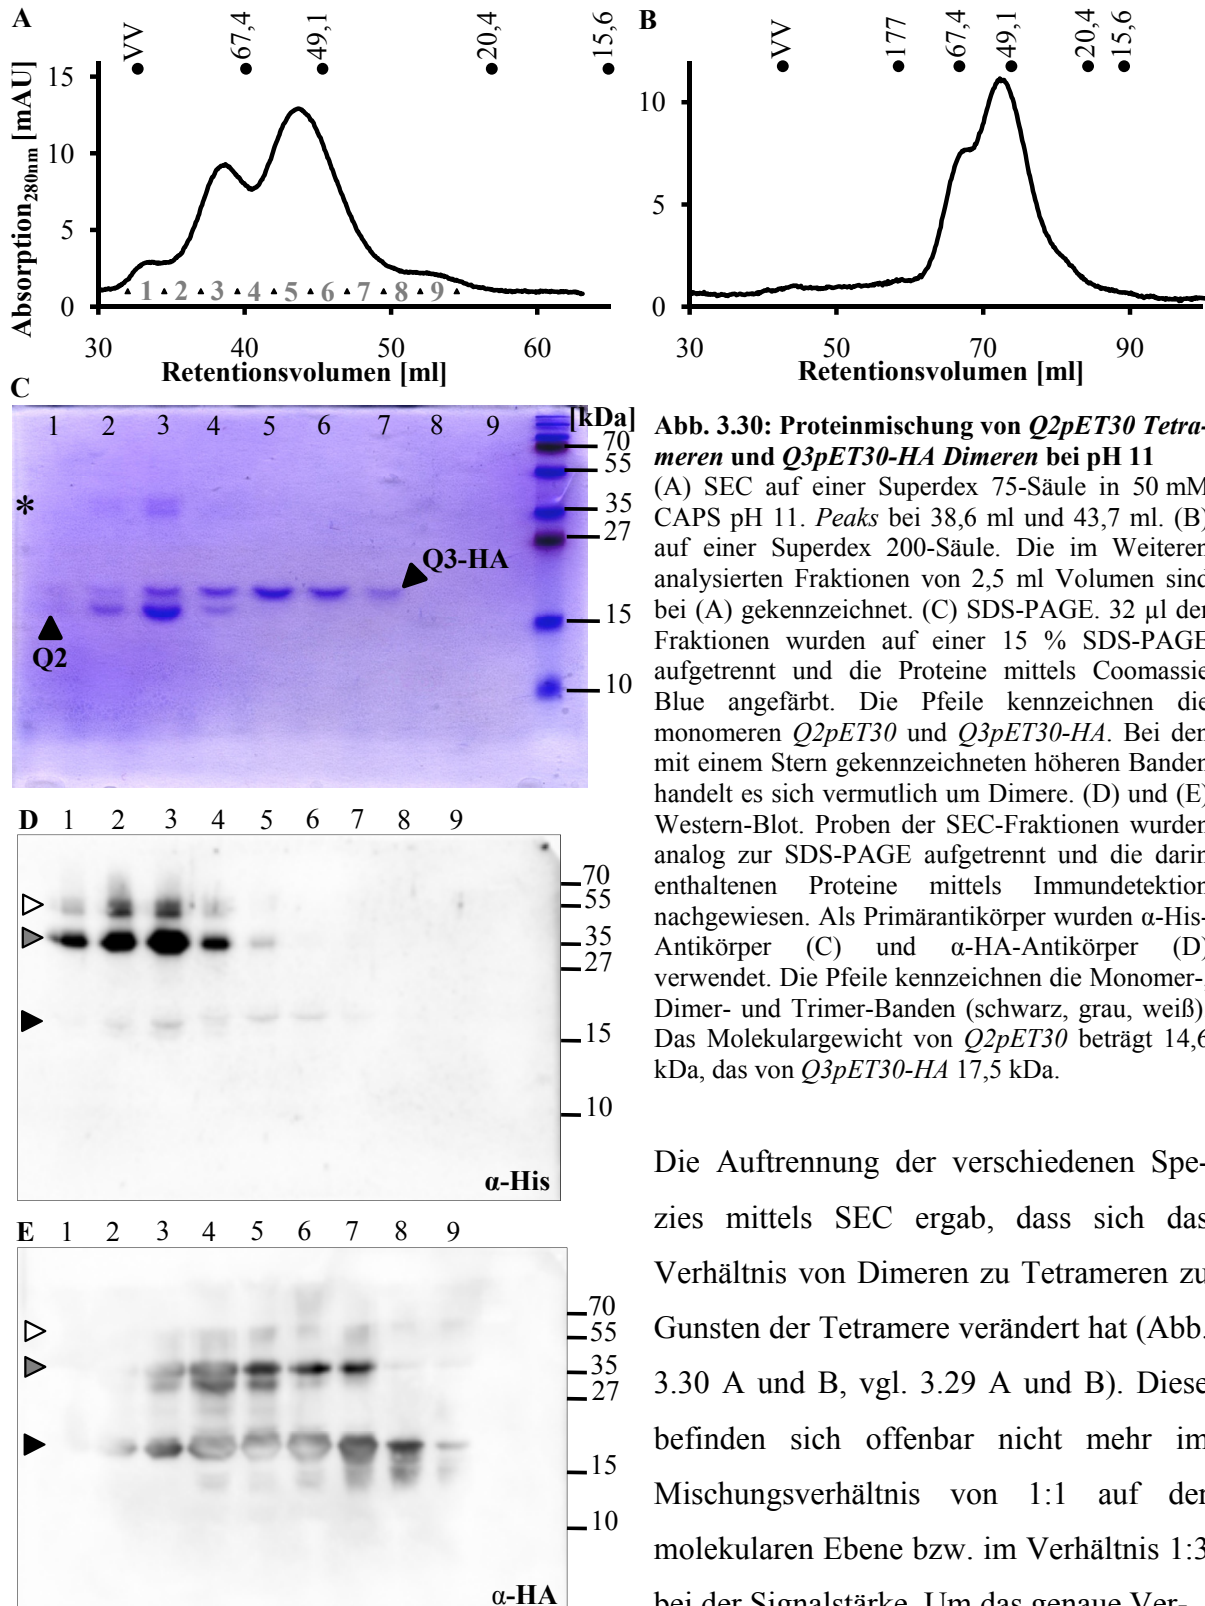 A
VV
67,4
49,1
20,4
15,6
Absorption280nm [mAU]
15
10
5
0
1 2 3 4 5 6 7 8 9
30 40 50 60
Retentionsvolumen [ml]
B
VV
177
67,4
49,1
20,4
15,6
10
5
0
30 50 70 90
Retentionsvolumen [ml]
C
1 2 3 4 5 6 7 8 9
[kDa]
70
55
*
35
27
Q3-HA
15
Q2
10
D 1 2 3 4 5 6 7 8 9
70
55
35
27
15
10
α-His
E 1 2 3 4 5 6 7 8 9
70
55
35
27
15
10
α-HA
Abb. 3.30: Proteinmischung von Q2pET30 Tetra-
meren und Q3pET30-HA Dimeren bei pH 11
(A) SEC auf einer Superdex 75-Säule in 50 mM
CAPS pH 11. Peaks bei 38,6 ml und 43,7 ml. (B)
auf einer Superdex 200-Säule. Die im Weiteren
analysierten Fraktionen von 2,5 ml Volumen sind
bei (A) gekennzeichnet. (C) SDS-PAGE. 32 µl der
Fraktionen wurden auf einer 15 % SDS-PAGE
aufgetrennt und die Proteine mittels Coomassie
Blue angefärbt. Die Pfeile kennzeichnen die
monomeren Q2pET30 und Q3pET30-HA. Bei den
mit einem Stern gekennzeichneten höheren Banden
handelt es sich vermutlich um Dimere. (D) und (E)
Western-Blot. Proben der SEC-Fraktionen wurden
analog zur SDS-PAGE aufgetrennt und die darin
enthaltenen Proteine mittels Immundetektion
nachgewiesen. Als Primärantikörper wurden α-His-
Antikörper (C) und α-HA-Antikörper (D)
verwendet. Die Pfeile kennzeichnen die Monomer-,
Dimer- und Trimer-Banden (schwarz, grau, weiß)
Das Molekulargewicht von Q2pET30 beträgt 14,6
kDa, das von Q3pET30-HA 17,5 kDa.
Die Auftrennung der verschiedenen Spe-
zies mittels SEC ergab, dass sich das
Verhältnis von Dimeren zu Tetrameren zu
Gunsten der Tetramere verändert hat (Abb.
3.30 A und B, vgl. 3.29 A und B). Diese
befinden sich offenbar nicht mehr im
Mischungsverhältnis von 1:1 auf der
molekularen Ebene bzw. im Verhältnis 1:3
bei der Signalstärke. Um das genaue Ver-